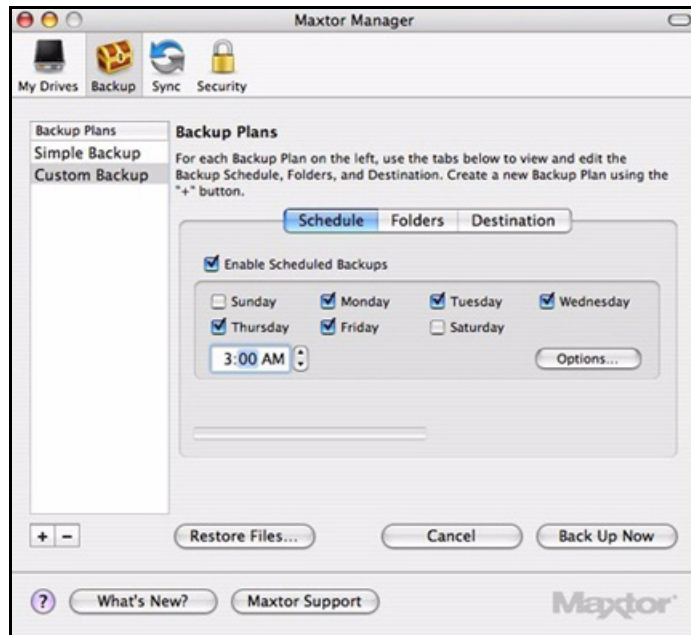 Maxtor Manager
My Drives Backup Sync Security
Backup Plans
Simple Backup
Custom Backup
Backup Plans
For each Backup Plan on the left, use the tabs below to view and edit the
Backup Schedule, Folders, and Destination. Create a new Backup Plan using the
"+" button.
Schedule Folders Destination
Enable Scheduled Backups
Sunday Monday Tuesday Wednesday
Thursday Friday Saturday
3:00 AM Options...
+ −
Restore Files... Cancel Back Up Now
? What's New? Maxtor Support Maxtor